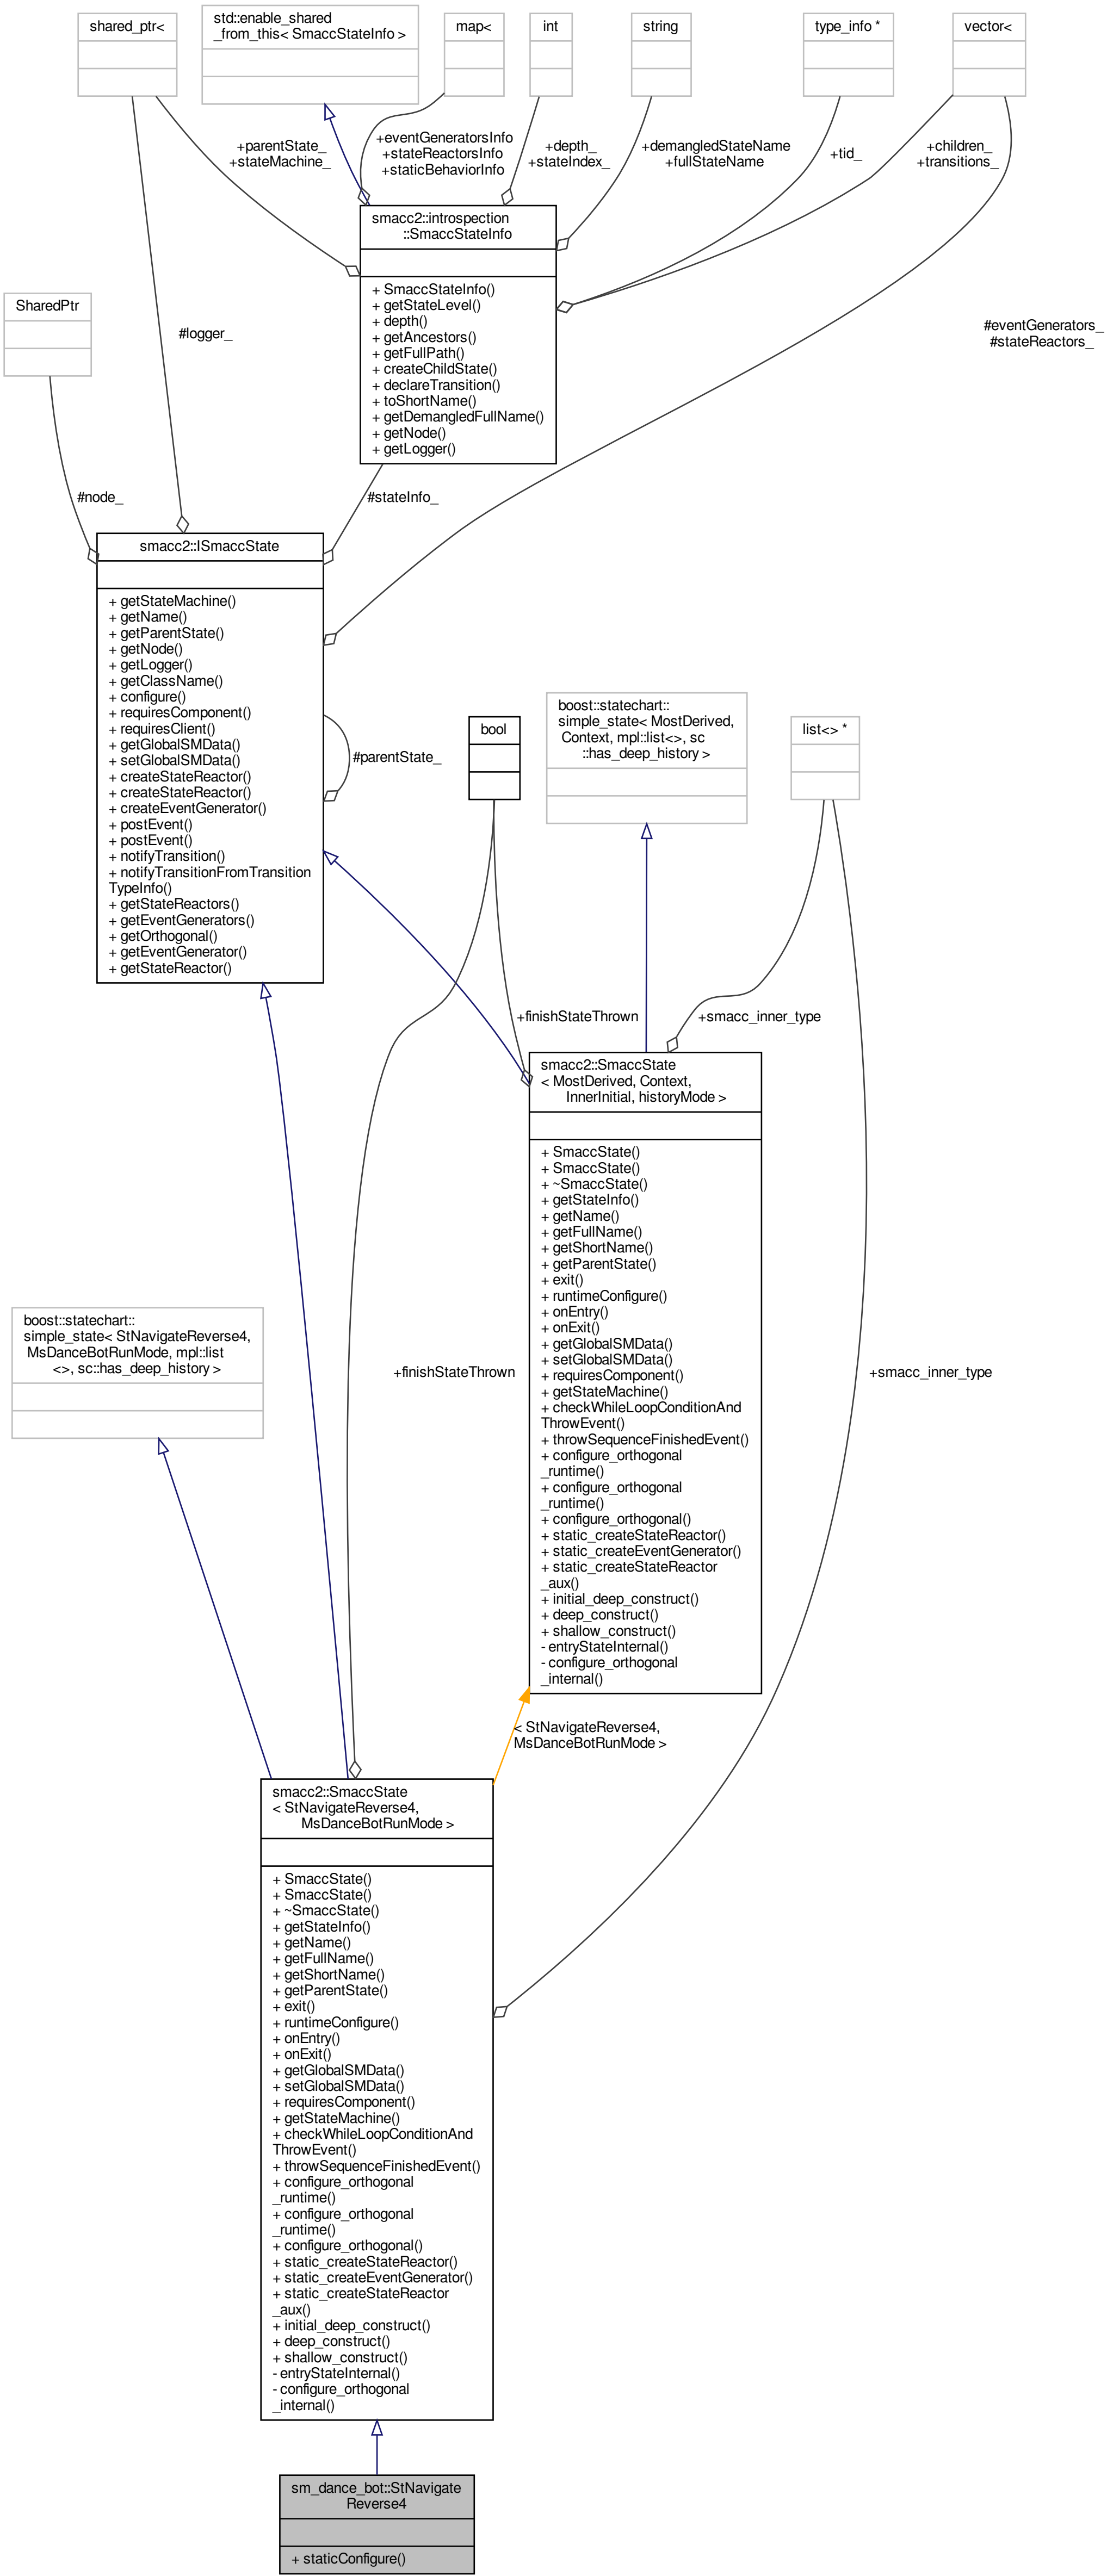 shared_ptr<
std::enable_shared
_from_this< SmaccStateInfo >
map<
int
string
type_info *
vector<
+parentState_
+stateMachine_
+eventGeneratorsInfo
+stateReactorsInfo
+staticBehaviorInfo
+depth_
+stateIndex_
+demangledStateName
+fullStateName
+tid_
+children_
+transitions_
smacc2::introspection
::SmaccStateInfo
+ SmaccStateInfo()
+ getStateLevel()
+ depth()
+ getAncestors()
+ getFullPath()
+ createChildState()
+ declareTransition()
+ toShortName()
+ getDemangledFullName()
+ getNode()
+ getLogger()
SharedPtr
#logger_
#eventGenerators_
#stateReactors_
#node_
#stateInfo_
smacc2::ISmaccState
+ getStateMachine()
+ getName()
+ getParentState()
+ getNode()
+ getLogger()
+ getClassName()
+ configure()
+ requiresComponent()
+ requiresClient()
+ getGlobalSMData()
+ setGlobalSMData()
+ createStateReactor()
+ createStateReactor()
+ createEventGenerator()
+ postEvent()
+ postEvent()
+ notifyTransition()
+ notifyTransitionFromTransition
TypeInfo()
+ getStateReactors()
+ getEventGenerators()
+ getOrthogonal()
+ getEventGenerator()
+ getStateReactor()
#parentState_
bool
boost::statechart::
simple_state< MostDerived,
Context, mpl::list<>, sc
::has_deep_history >
list<> *
+finishStateThrown
+smacc_inner_type
smacc2::SmaccState
< MostDerived, Context,
InnerInitial, historyMode >
+ SmaccState()
+ SmaccState()
+ ~SmaccState()
+ getStateInfo()
+ getName()
+ getFullName()
+ getShortName()
+ getParentState()
+ exit()
+ runtimeConfigure()
+ onEntry()
+ onExit()
+ getGlobalSMData()
+ setGlobalSMData()
+ requiresComponent()
+ getStateMachine()
+ checkWhileLoopConditionAnd
ThrowEvent()
+ throwSequenceFinishedEvent()
+ configure_orthogonal
_runtime()
+ configure_orthogonal
_runtime()
+ configure_orthogonal()
+ static_createStateReactor()
+ static_createEventGenerator()
+ static_createStateReactor
_aux()
+ initial_deep_construct()
+ deep_construct()
+ shallow_construct()
- entryStateInternal()
- configure_orthogonal
_internal()
boost::statechart::
simple_state< StNavigateReverse4,
MsDanceBotRunMode, mpl::list
<>, sc::has_deep_history >
+finishStateThrown
+smacc_inner_type
< StNavigateReverse4,
MsDanceBotRunMode >
smacc2::SmaccState
< StNavigateReverse4,
MsDanceBotRunMode >
+ SmaccState()
+ SmaccState()
+ ~SmaccState()
+ getStateInfo()
+ getName()
+ getFullName()
+ getShortName()
+ getParentState()
+ exit()
+ runtimeConfigure()
+ onEntry()
+ onExit()
+ getGlobalSMData()
+ setGlobalSMData()
+ requiresComponent()
+ getStateMachine()
+ checkWhileLoopConditionAnd
ThrowEvent()
+ throwSequenceFinishedEvent()
+ configure_orthogonal
_runtime()
+ configure_orthogonal
_runtime()
+ configure_orthogonal()
+ static_createStateReactor()
+ static_createEventGenerator()
+ static_createStateReactor
_aux()
+ initial_deep_construct()
+ deep_construct()
+ shallow_construct()
- entryStateInternal()
- configure_orthogonal
_internal()
sm_dance_bot::StNavigate
Reverse4
+ staticConfigure()